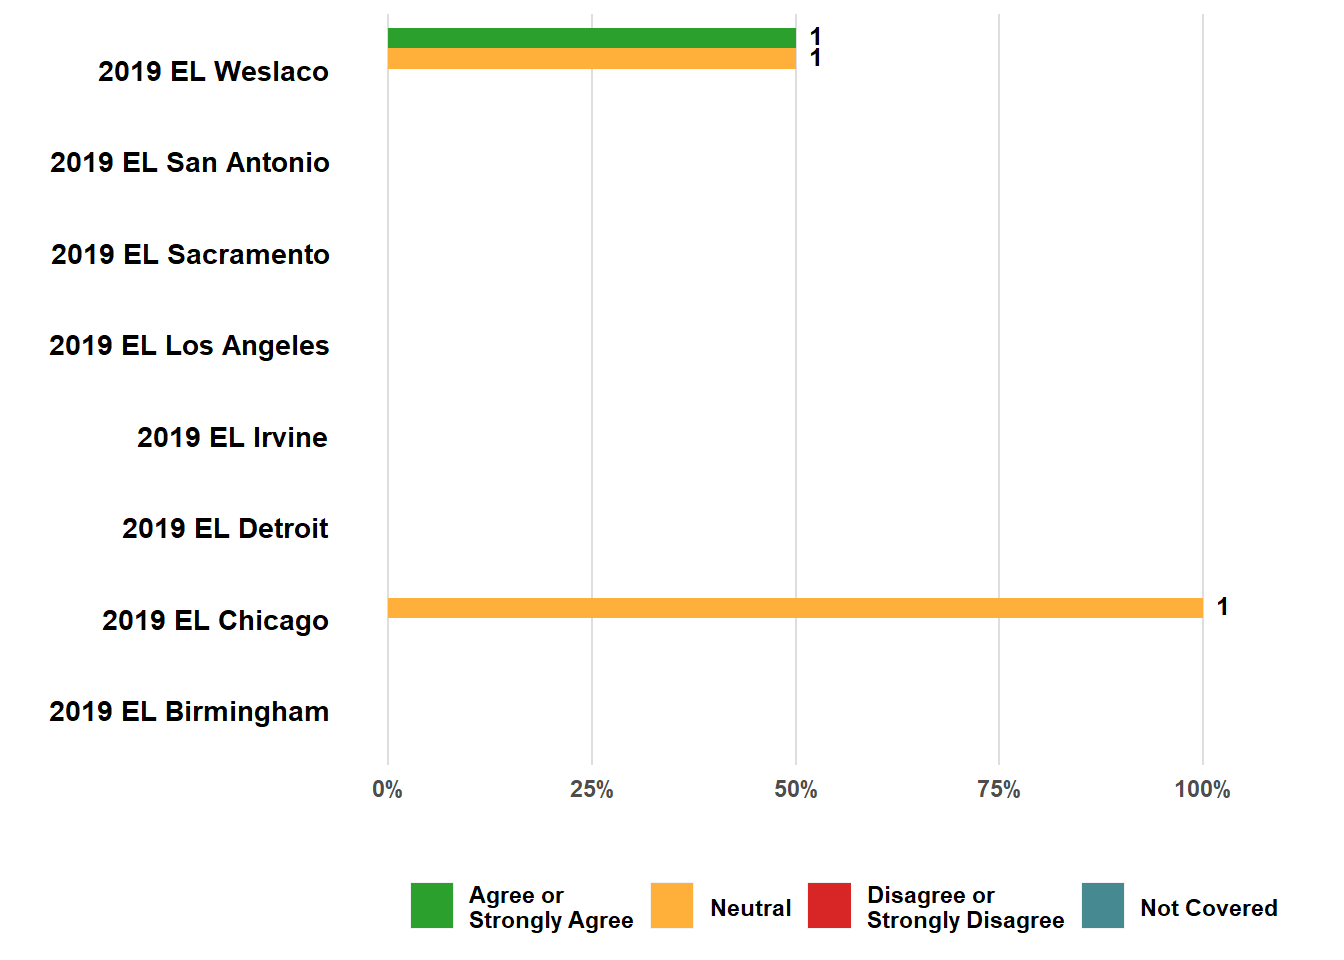 1
1
2019 EL Weslaco
2019 EL San Antonio
2019 EL Sacramento
2019 EL Los Angeles
2019 EL Irvine
2019 EL Detroit
1
2019 EL Chicago
2019 EL Birmingham
0% 25% 50% 75% 100%
Agree or
Strongly Agree
Neutral
Disagree or
Strongly Disagree
Not Covered